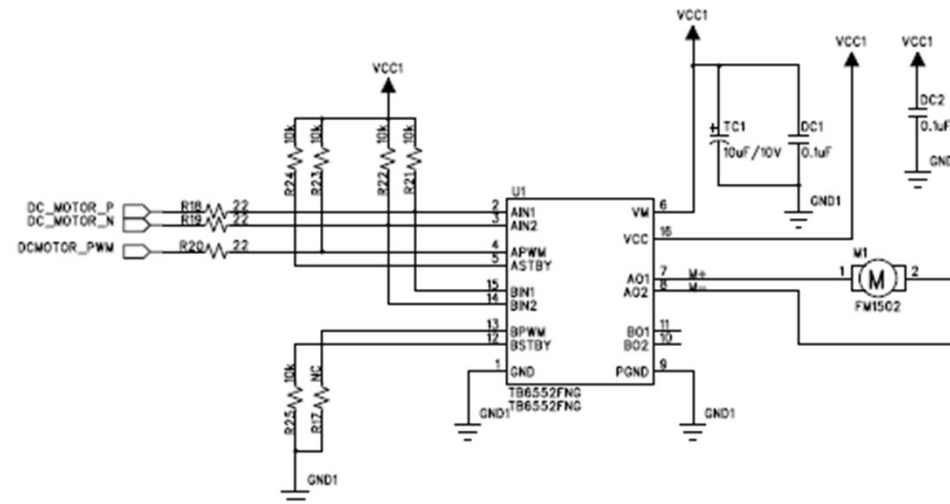 VCC1
VCC1
VCC1
VCC1
DC2
0.1uF
GND
TC1
10uF/10V
DC1
0.1uF
GND1
10k
10k
10k
10k
R24
R23
R22
R21
U1
DC_MOTOR_P
R18
22
2
AIN1
VM
6
DC_MOTOR_N
R19
22
3
AIN2
VCC
16
DCMOTOR_PWM
R20
22
4
APWM
5
ASTBY
AO1
7
M+
AO2
8
M-
M1
1
M
2
FM1502
15
BIN1
14
BIN2
13
BPWM
BO1
11
12
BSTBY
BO2
10
1
GND
PGND
9
TB6552FNG
TB6552FNG
GND1
GND1
10k
NC
R25
R17
GND1